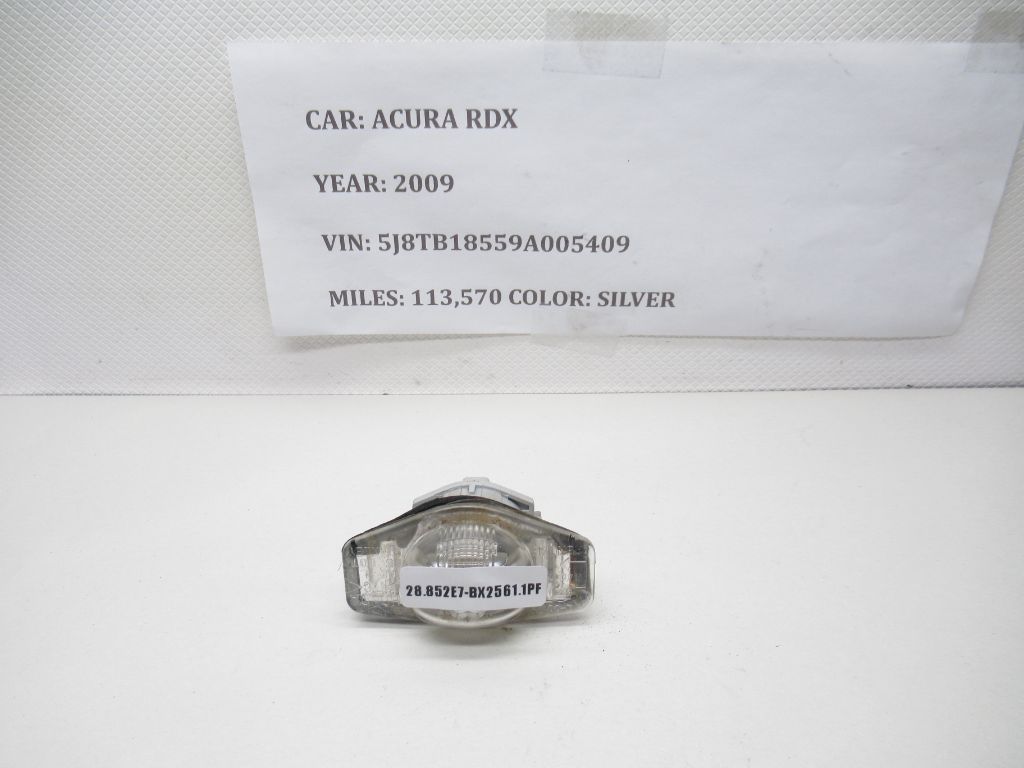 CAR: ACURA RDX
YEAR: 2009
VIN: 5J8TB18559A005409
MILES: 113,570 COLOR: SILVER
28.852E7-BX2561.1PF